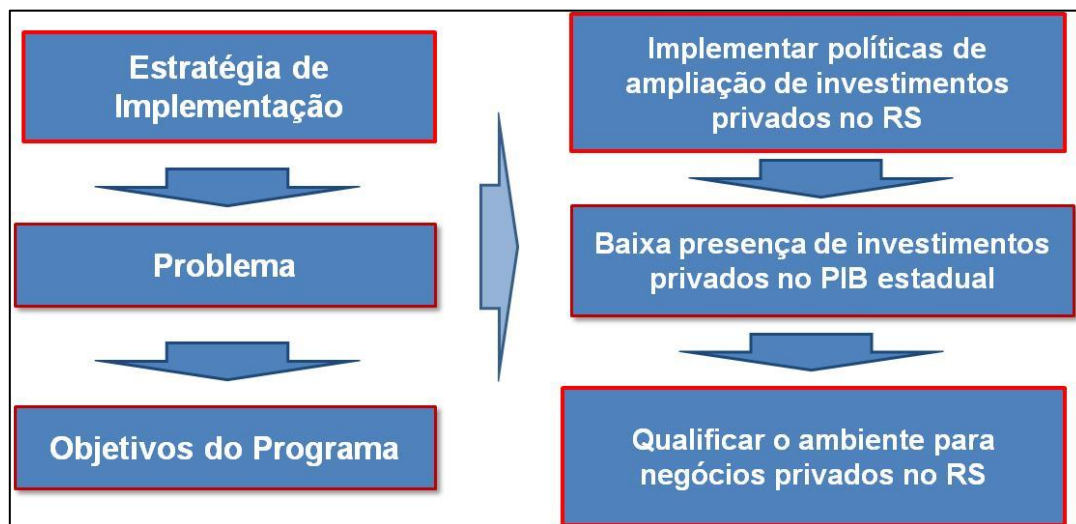 Estratégia de
Implementação
Problema
Objetivos do Programa
Implementar políticas de
ampliação de investimentos
privados no RS
Baixa presença de investimentos
privados no PIB estadual
Qualificar o ambiente para
negócios privados no RS